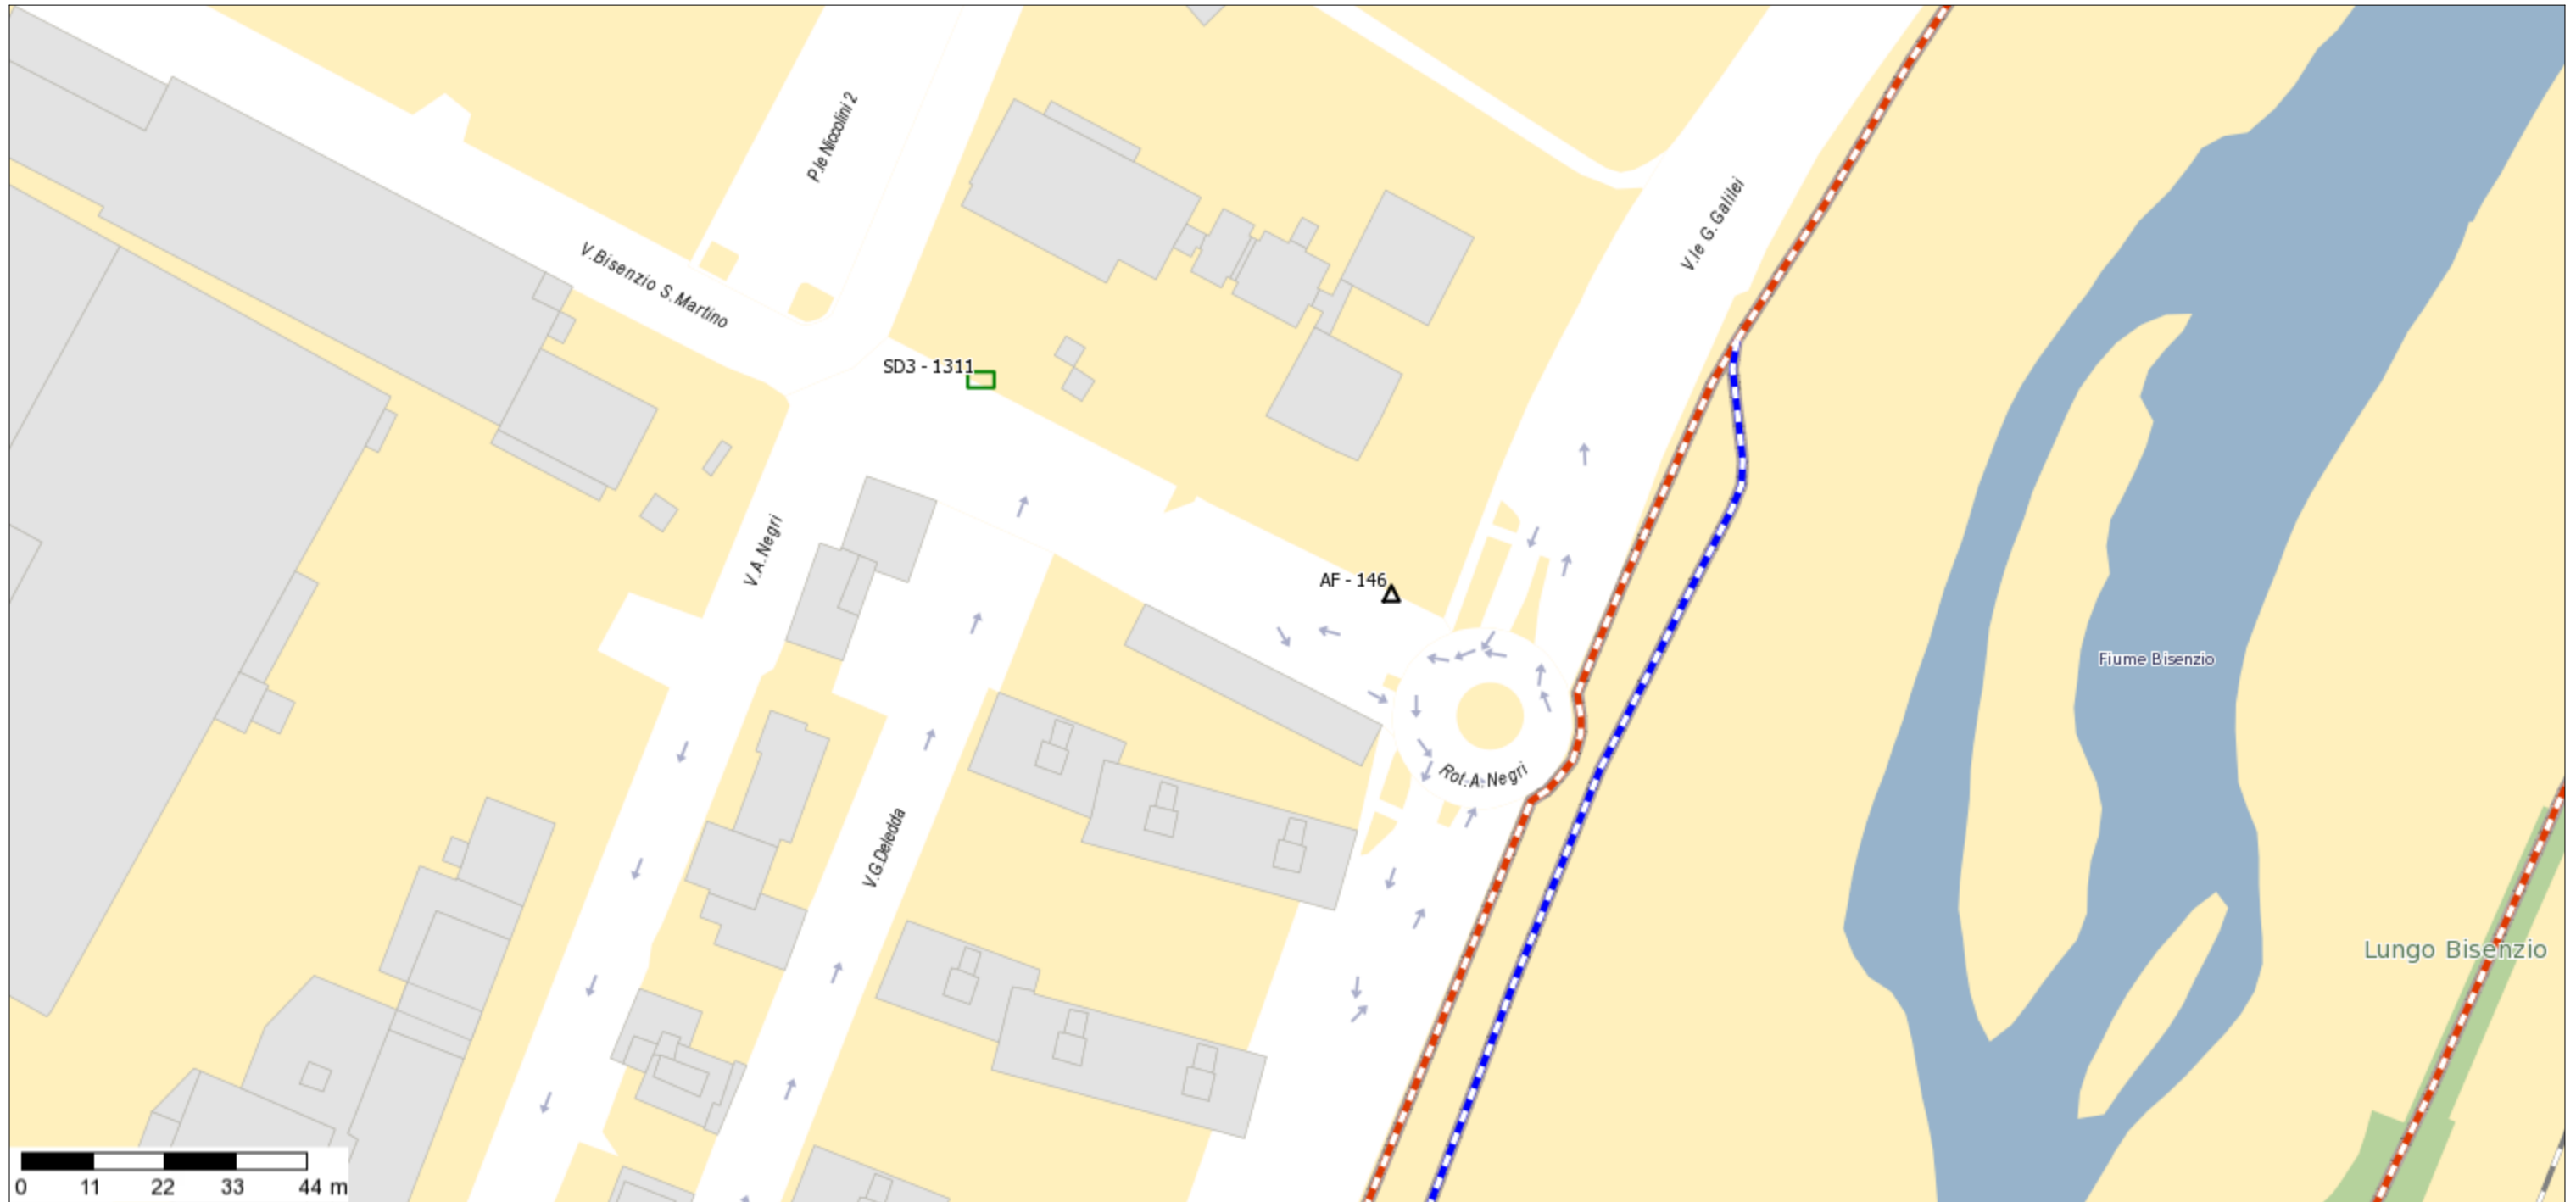 P.le Niccolini 2
V.le G.Galilei
V.Bisenzio S.Martino
SD3 - 1311
V.A.Negri
AF - 146
Fiume Bisenzio
Rot.A.Negri
V.G.Deledda
Lungo Bisenzio
0 11 22 33 44 m